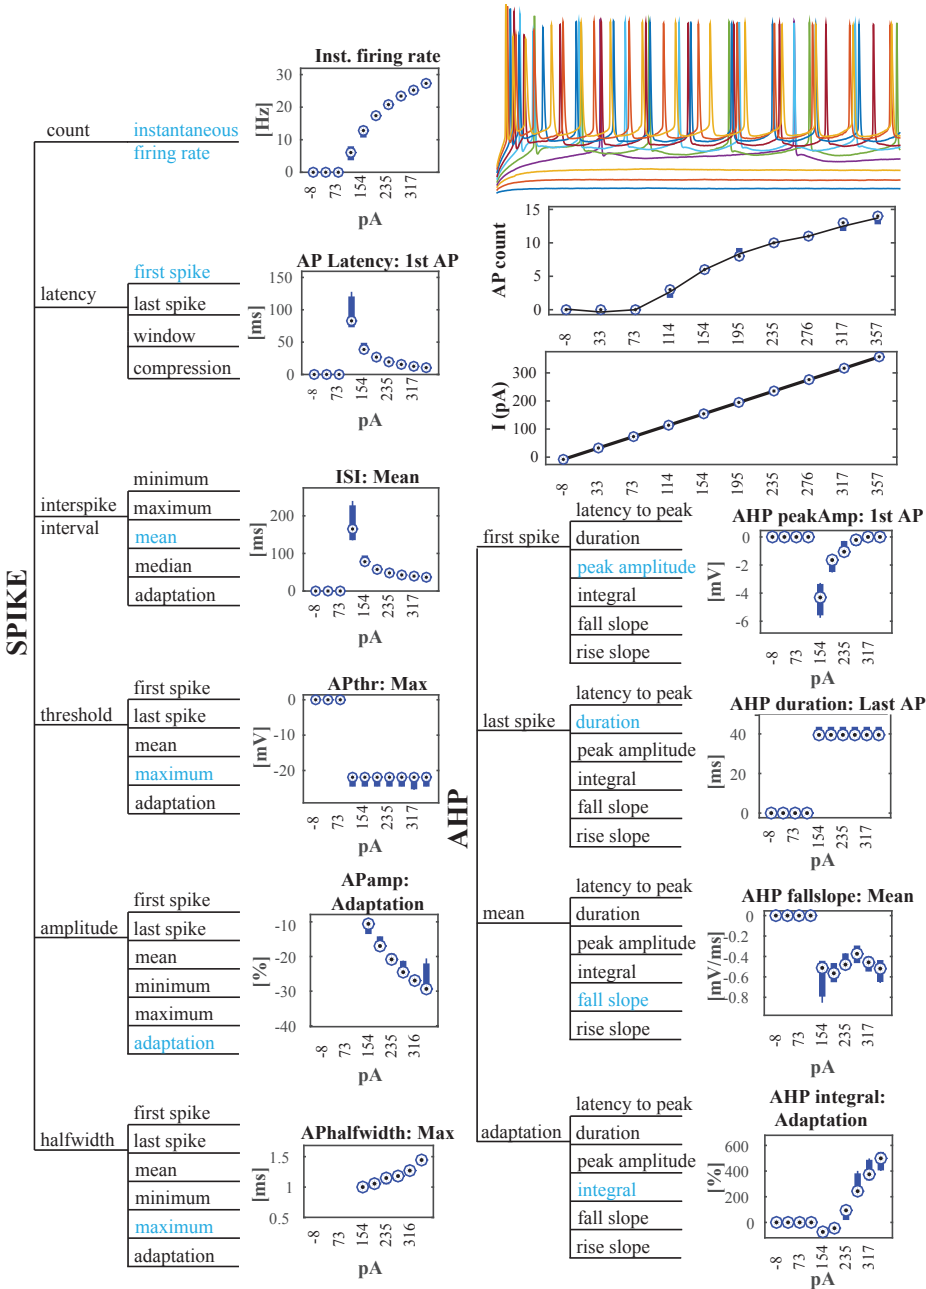 SPIKE
count
instantaneous
firing rate
Inst. firing rate
[Hz]
30
20
10
0
-8
73
154
235
317
pA
latency
first spike
last spike
window
compression
AP Latency: 1st AP
[ms]
150
100
50
0
-8
73
154
235
317
pA
interspike
interval
minimum
maximum
mean
median
adaptation
ISI: Mean
[ms]
200
100
0
-8
73
154
235
317
pA
threshold
first spike
last spike
mean
maximum
adaptation
APthr: Max
[mV]
0
-10
-20
-8
73
154
235
317
pA
amplitude
first spike
last spike
mean
minimum
maximum
adaptation
APamp:
Adaptation
[%]
-10
-20
-30
-40
-8
73
154
235
316
pA
halfwidth
first spike
last spike
mean
minimum
maximum
adaptation
APhalfwidth: Max
[ms]
1.5
1
0.5
-8
73
154
235
316
pA
AP count
15
10
5
0
-8
33
73
114
154
195
235
276
317
357
I (pA)
300
200
100
0
-8
33
73
114
154
195
235
276
317
357
AHP
first spike
latency to peak
duration
peak amplitude
integral
fall slope
rise slope
AHP peakAmp: 1st AP
[mV]
0
-2
-4
-6
-8
73
154
235
317
pA
last spike
latency to peak
duration
peak amplitude
integral
fall slope
rise slope
AHP duration: Last AP
[ms]
40
20
0
-8
73
154
235
317
pA
mean
latency to peak
duration
peak amplitude
integral
fall slope
rise slope
AHP fallslope: Mean
[mV/ms]
0
-0.2
-0.4
-0.6
-0.8
-8
73
154
235
317
pA
adaptation
latency to peak
duration
peak amplitude
integral
fall slope
rise slope
AHP integral:
Adaptation
[%]
600
400
200
0
-8
73
154
235
317
pA